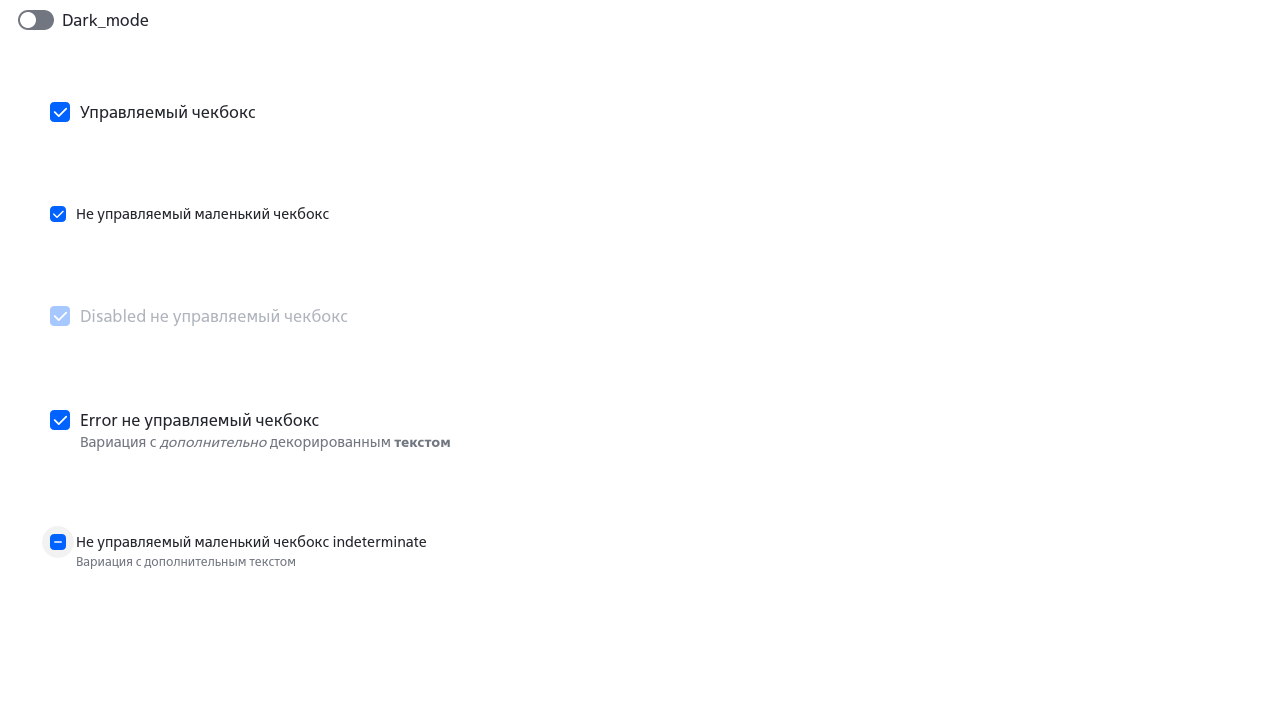 Dark_mode
Управляемый чекбокс
Не управляемый маленький чекбокс
Disabled не управляемый чекбокс
Error не управляемый чекбокс
Вариация с дополнительно декорированным текстом
Не управляемый маленький чекбокс indeterminate
Вариация с дополнительным текстом